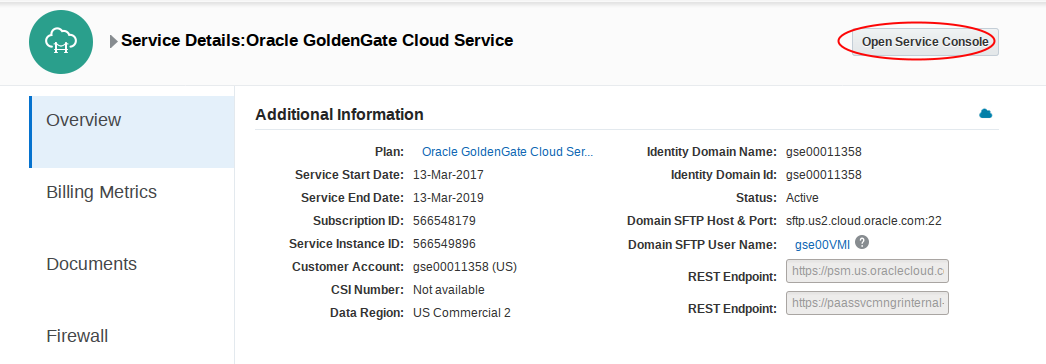 Service Details:Oracle GoldenGate Cloud Service
Open Service Console
Overview
Billing Metrics
Documents
Firewall
Additional Information
Plan: Oracle GoldenGate Cloud Ser...
Service Start Date: 13-Mar-2017
Service End Date: 13-Mar-2019
Subscription ID: 566548179
Service Instance ID: 566549896
Customer Account: gse00011358 (US)
CSI Number: Not available
Data Region: US Commercial 2
Identity Domain Name: gse00011358
Identity Domain Id: gse00011358
Status: Active
Domain SFTP Host & Port: sftp.us2.cloud.oracle.com:22
Domain SFTP User Name: gse00VMI ?
REST Endpoint: https://psm.us.oraclecloud.c
REST Endpoint: https://paassvcmngrinternal-